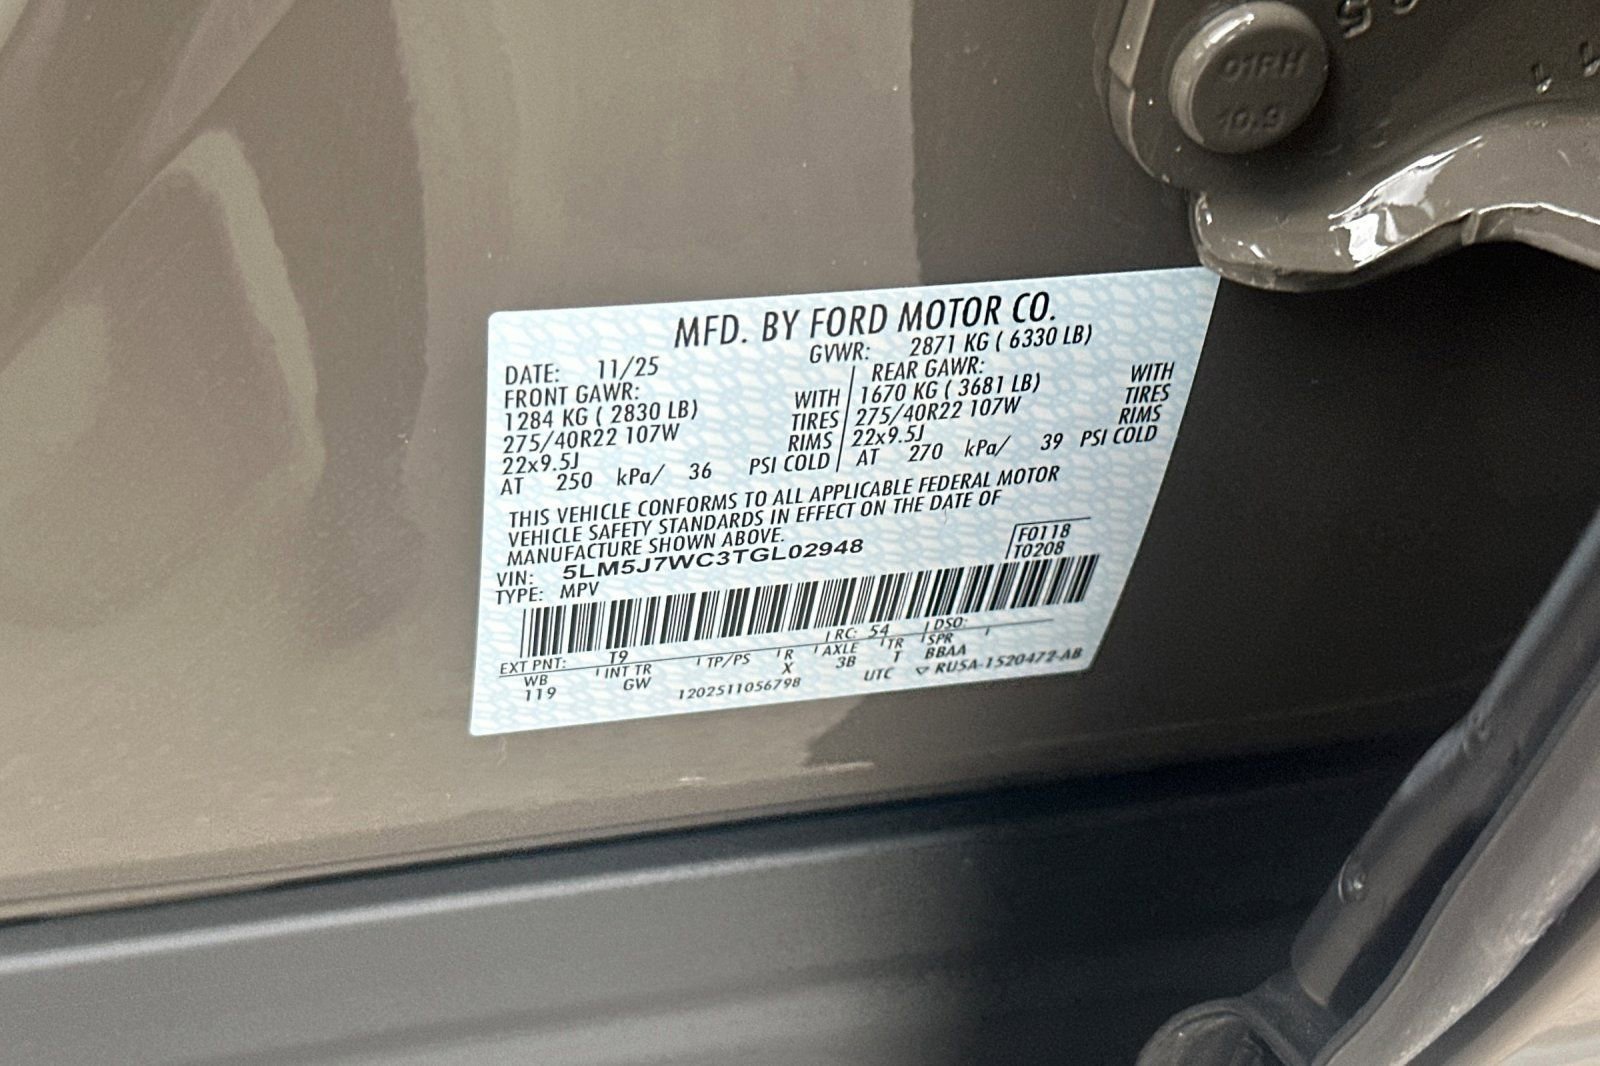 01RH
10.9
MFD. BY FORD MOTOR CO.
DATE: 11/25 GVWR: 2871 KG ( 6330 LB)
FRONT GAWR: REAR GAWR:
1284 KG ( 2830 LB) WITH 1670 KG ( 3681 LB) WITH
275/40R22 107W TIRES 275/40R22 107W TIRES
22x9.5J RIMS 22x9.5J RIMS
AT 250 kPa/ 36 PSI COLD AT 270 kPa/ 39 PSI COLD
THIS VEHICLE CONFORMS TO ALL APPLICABLE FEDERAL MOTOR
VEHICLE SAFETY STANDARDS IN EFFECT ON THE DATE OF
MANUFACTURE SHOWN ABOVE.
F0118
T0208
VIN: 5LM5J7WC3TGL02948
TYPE: MPV
EXT PNT: T9 RC: 54 DSO:
WB INT TR TP/PS R AXLE TR SPR
119 GW X 3B T BBAA
1202511056798 UTC ▽ RUSA-1520472-AB